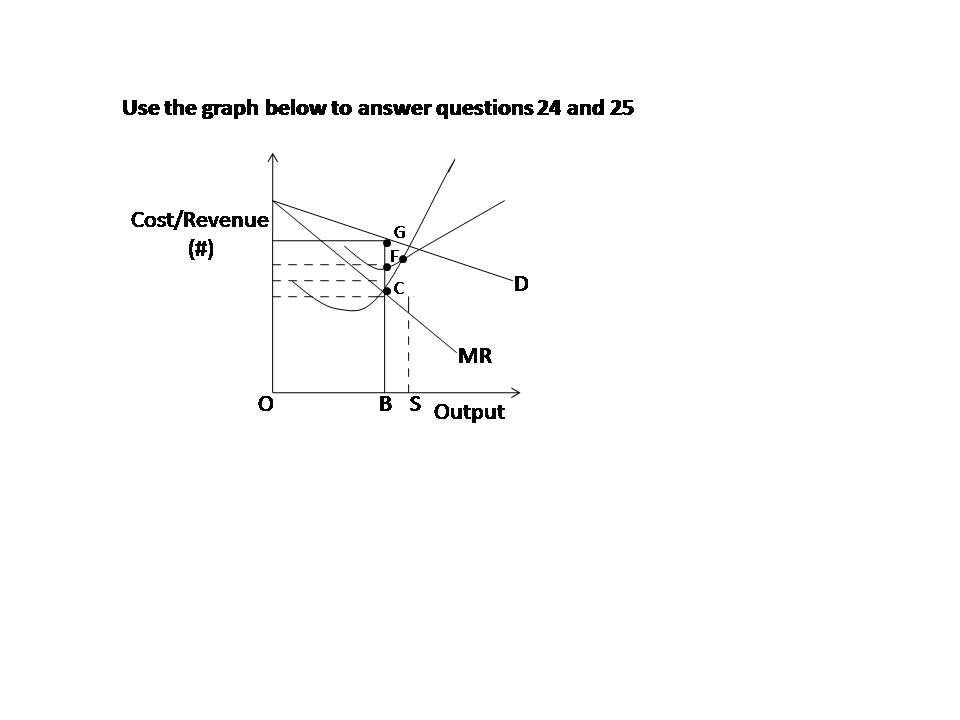 Use the graph below to answer questions 24 and 25
Cost/Revenue
(#)
G
F
C
D
MR
O
B S
Output